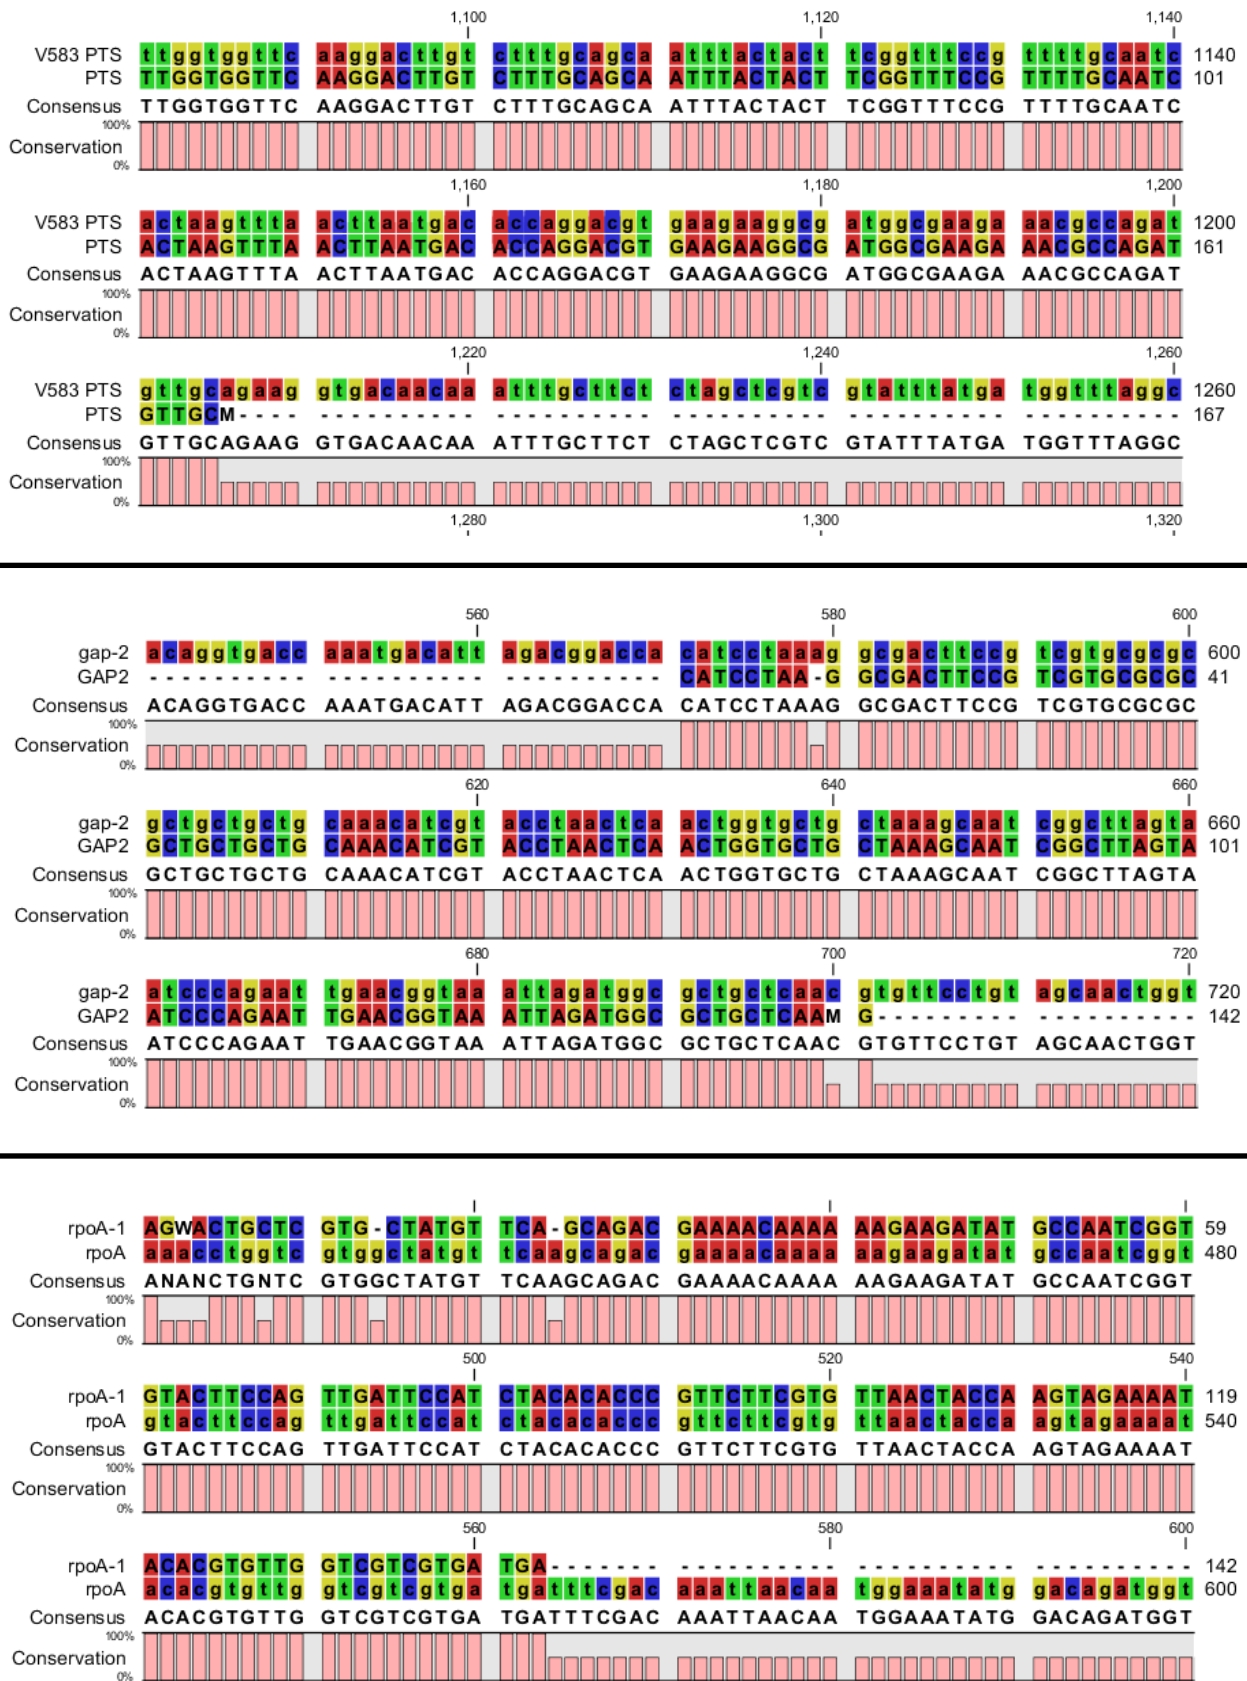 1,100 1,120 1,140
V583 PTS ttggtggttc aaggacttgt ctttgcagca atttactact tcggtttccg ttttgcaatc 1140
PTS TTGGTGGTTC AAGGACTTGT CTTTGCAGCA ATTTACTACT TCGGTTTCCG TTTTGCAATC 101
Consensus TTGGTGGTTC AAGGACTTGT CTTTGCAGCA ATTTACTACT TCGGTTTCCG TTTTGCAATC
100%
Conservation
0%
1,160 1,180 1,200
V583 PTS actaagttta acttaatgac accaggacgt gaagaaggcg atggcgaaga aacgccagat 1200
PTS ACTAAGTTTA ACTTAATGAC ACCAGGACGT GAAGAAGGCG ATGGCGAAGA AACGCCAGAT 161
Consensus ACTAAGTTTA ACTTAATGAC ACCAGGACGT GAAGAAGGCG ATGGCGAAGA AACGCCAGAT
100%
Conservation
0%
1,220 1,240 1,260
V583 PTS gttgcagaag gtgacaacaa atttgcttct ctagctcgtc gtatttatga tggtttaggc 1260
PTS GTTGCM---- ---------- ---------- ---------- ---------- ---------- 167
Consensus GTTGCAGAAG GTGACAACAA ATTTGCTTCT CTAGCTCGTC GTATTTATGA TGGTTTAGGC
100%
Conservation
0%
1,280 1,300 1,320
560 580 600
gap-2 acaggtgacc aaatgacatt agacggacca catcctaaag gcgacttccg tcgtgcgcgc 600
GAP2 ---------- ---------- ---------- CATCCTAA-G GCGACTTCCG TCGTGCGCGC 41
Consensus ACAGGTGACC AAATGACATT AGACGGACCA CATCCTAAAG GCGACTTCCG TCGTGCGCGC
100%
Conservation
0%
620 640 660
gap-2 gctgctgctg caaacatcgt acctaactca actggtgctg ctaaagcaat cggcttagta 660
GAP2 GCTGCTGCTG CAAACATCGT ACCTAACTCA ACTGGTGCTG CTAAAGCAAT CGGCTTAGTA 101
Consensus GCTGCTGCTG CAAACATCGT ACCTAACTCA ACTGGTGCTG CTAAAGCAAT CGGCTTAGTA
100%
Conservation
0%
680 700 720
gap-2 atcccagaat tgaacggtaa attagatggc gctgctcaac gtgttcctgt agcaactggt 720
GAP2 ATCCCAGAAT TGAACGGTAA ATTAGATGGC GCTGCTCAAM G--------- ---------- 142
Consensus ATCCCAGAAT TGAACGGTAA ATTAGATGGC GCTGCTCAAC GTGTTCCTGT AGCAACTGGT
100%
Conservation
0%
rpoA-1 AGWACTGCTC GTG-CTATGT TCA-GCAGAC GAAAACAAAA AAGAAGATAT GCCAATCGGT 59
rpoA aaacctggtc gtggctatgt tcaagcagac gaaaacaaaa aagaagatat gccaatcggt 480
Consensus ANANCTGNTC GTGGCTATGT TCAAGCAGAC GAAAACAAAA AAGAAGATAT GCCAATCGGT
100%
Conservation
0%
500 520 540
rpoA-1 GTACTTCCAG TTGATTCCAT CTACACACCC GTTCTTCGTG TTAACTACCA AGTAGAAAAT 119
rpoA gtacttccag ttgattccat ctacacaccc gttcttcgtg ttaactacca agtagaaaat 540
Consensus GTACTTCCAG TTGATTCCAT CTACACACCC GTTCTTCGTG TTAACTACCA AGTAGAAAAT
100%
Conservation
0%
560 580 600
rpoA-1 ACACGTGTTG GTCGTCGTGA TGA------- ---------- ---------- ---------- 142
rpoA acacgtgttg gtcgtcgtga tgatttcgac aaattaacaa tggaaatatg gacagatggt 600
Consensus ACACGTGTTG GTCGTCGTGA TGATTTCGAC AAATTAACAA TGGAAATATG GACAGATGGT
100%
Conservation
0%